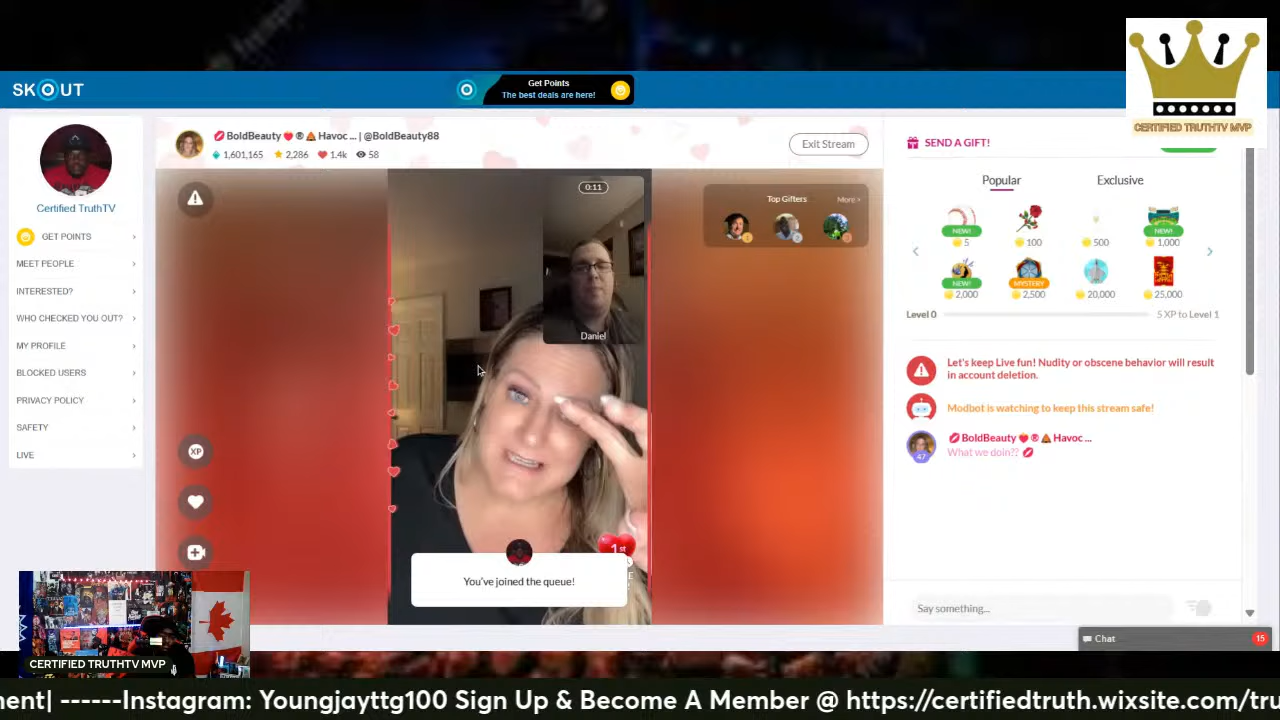 SKOUT
Get Points
The best deals are here!
CERTIFIED TRUTHTV MVP
Certified TruthTV
GET POINTS
MEET PEOPLE
INTERESTED?
WHO CHECKED YOU OUT?
MY PROFILE
BLOCKED USERS
PRIVACY POLICY
SAFETY
LIVE
💋BoldBeauty❤️® Havoc ... | @BoldBeauty88
1,601,165 2,286 1.4k 58
Exit Stream
0:11
Daniel
Top Gifters More >
XP
1st
You've joined the queue!
SEND A GIFT!
Popular Exclusive
NEW! NEW!
5 100 500 1,000
NEW! MYSTERY
2,000 2,500 20,000 25,000
Level 0 5 XP to Level 1
Let's keep Live fun! Nudity or obscene behavior will result
in account deletion.
Modbot is watching to keep this stream safe!
💋BoldBeauty❤️® Havoc ...
47
What we doin?? 💋
Say something...
Chat 15
CERTIFIED TRUTHTV MVP
ment| ------Instagram: Youngjayttg100 Sign Up & Become A Member @ https://certifiedtruth.wixsite.com/tru